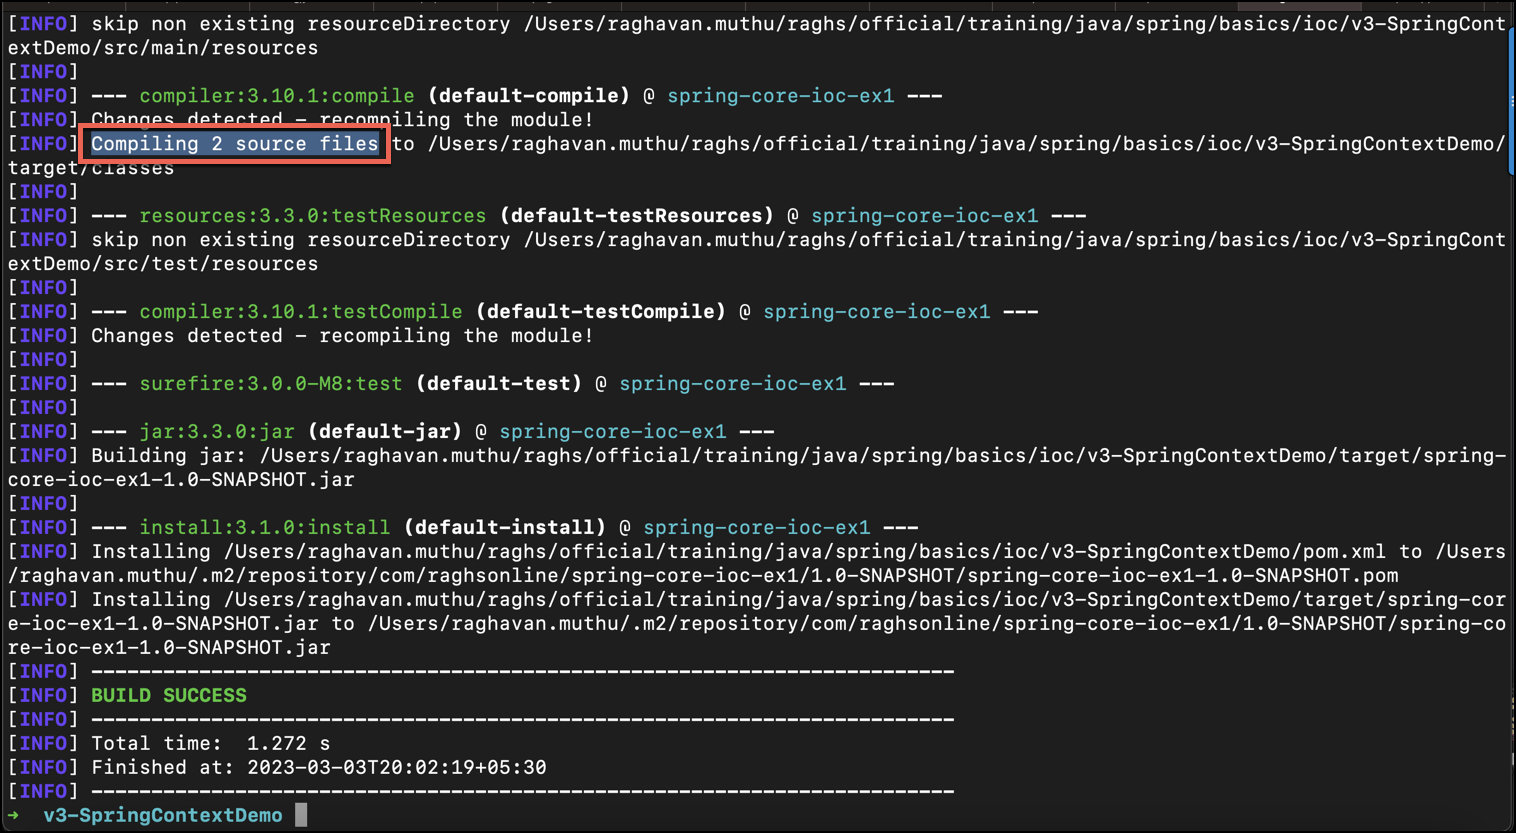 [INFO] skip non existing resourceDirectory /Users/raghavan.muthu/raghs/official/training/java/spring/basics/ioc/v3-SpringCont
extDemo/src/main/resources
[INFO]
[INFO] --- compiler:3.10.1:compile (default-compile) @ spring-core-ioc-ex1 ---
[INFO] Changes detected - recompiling the module!
[INFO] Compiling 2 source files to /Users/raghavan.muthu/raghs/official/training/java/spring/basics/ioc/v3-SpringContextDemo/
target/classes
[INFO]
[INFO] --- resources:3.3.0:testResources (default-testResources) @ spring-core-ioc-ex1 ---
[INFO] skip non existing resourceDirectory /Users/raghavan.muthu/raghs/official/training/java/spring/basics/ioc/v3-SpringCont
extDemo/src/test/resources
[INFO]
[INFO] --- compiler:3.10.1:testCompile (default-testCompile) @ spring-core-ioc-ex1 ---
[INFO] Changes detected - recompiling the module!
[INFO]
[INFO] --- surefire:3.0.0-M8:test (default-test) @ spring-core-ioc-ex1 ---
[INFO]
[INFO] --- jar:3.3.0:jar (default-jar) @ spring-core-ioc-ex1 ---
[INFO] Building jar: /Users/raghavan.muthu/raghs/official/training/java/spring/basics/ioc/v3-SpringContextDemo/target/spring-
core-ioc-ex1-1.0-SNAPSHOT.jar
[INFO]
[INFO] --- install:3.1.0:install (default-install) @ spring-core-ioc-ex1 ---
[INFO] Installing /Users/raghavan.muthu/raghs/official/training/java/spring/basics/ioc/v3-SpringContextDemo/pom.xml to /Users
/raghavan.muthu/.m2/repository/com/raghsonline/spring-core-ioc-ex1/1.0-SNAPSHOT/spring-core-ioc-ex1-1.0-SNAPSHOT.pom
[INFO] Installing /Users/raghavan.muthu/raghs/official/training/java/spring/basics/ioc/v3-SpringContextDemo/target/spring-cor
e-ioc-ex1-1.0-SNAPSHOT.jar to /Users/raghavan.muthu/.m2/repository/com/raghsonline/spring-core-ioc-ex1/1.0-SNAPSHOT/spring-co
re-ioc-ex1-1.0-SNAPSHOT.jar
[INFO] ------------------------------------------------------------------------
[INFO] BUILD SUCCESS
[INFO] ------------------------------------------------------------------------
[INFO] Total time:  1.272 s
[INFO] Finished at: 2023-03-03T20:02:19+05:30
[INFO] ------------------------------------------------------------------------
→ v3-SpringContextDemo